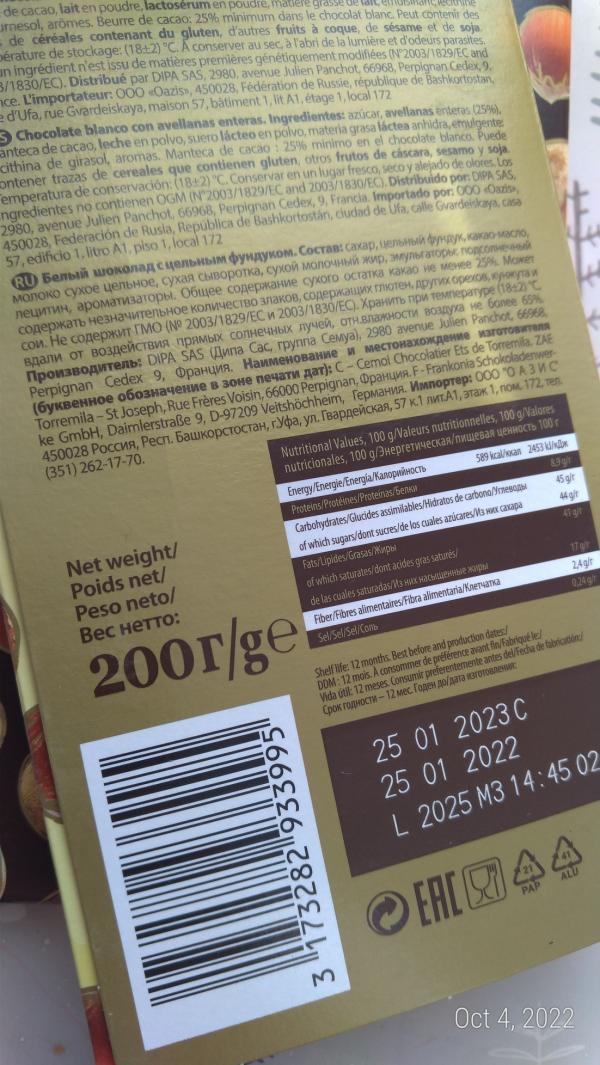 de cacao, lait en poudre, lactosérum en poudre, matière grasse de lait, émulsifiant: lécithine
arômes. Beurre de cacao: 25% minimum dans le chocolat blanc. Peut contenir des
de céréales contenant du gluten, d'autres fruits à coque, de sésame et de soja.
de stockage: (18±2) °C. A conserver au sec, à l'abri de la lumière et d'odeurs parasites.
ingrédient n'est issu de matières premières génétiquement modifiées (N°2003/1829/EC and
/1830/EC). Distribué par DIPA SAS, 2980, avenue Julien Panchot, 66968, Perpignan Cedex, 9,
L'importateur: OOO «Oazis», 450028, Fédération de Russie, république de Bashkortostan,
d'Ufa, rue Gvardeiskaya, maison 57, bâtiment 1, lit A1, étage 1, local 172
Chocolate blanco con avellanas enteras. Ingredientes: azúcar, avellanas enteras (25%),
manteca de cacao, leche en polvo, suero lácteo en polvo, materia grasa láctea anhidra, emulgente:
lecithina de girasol, aromas. Manteca de cacao : 25% minimo en el chocolate blanco. Puede
contener trazas de cereales que contienen gluten, otros frutos de cáscara, sesamo y soja.
Temperatura de conservación: (18±2) °C. Conservar en un lugar fresco, seco y alejado de olores. Los
ingredientes no contienen OGM (N°2003/1829/EC and 2003/1830/EC). Distribuido por: DIPA SAS,
2980, avenue Julien Panchot, 66968, Perpignan Cedex, 9, Francia. Importado por: OOO «Oazis»,
450028, Federación de Rusla, Republica de Bashkortostán, ciudad de Ufa, calle Gvardeiskaya, casa
57, edificlo 1, litro A1, piso 1, local 172
RU Белый шоколад с цельным фундуком. Состав: сахар, цельный фундук, какао-масло,
молоко сухое цельное, сухая сыворотка, сухой молочный жир, эмульгаторы: подсолнечный
лецитин, ароматизаторы. Общее содержание сухого остатка какао не менее 25%. Может
содержать незначительное количество злаков, содержащих глютен, других орехов, кунжута и
сои. Не содержит ГМО (№ 2003/1829/ЕС и 2003/1830/ЕС). Хранить при температуре (18±2) °С,
вдали от воздействия прямых солнечных лучей, отн.влажности воздуха не более 65%.
Производитель: DIPA SAS (Дипа Сас, группа Семуа), 2980 avenue Julien Panchot, 66968,
Perpignan Cedex 9, Франция. Наименование и местонахождение изготовителя
(буквенное обозначение в зоне печати дат): C – Cemoi Chocolatier Ets de Torremila. ZAE
Torremila – St Joseph, Rue Frères Voisin, 66000 Perpignan, Франция. F - Frankonia Schokoladenwer-
ke GmbH, Daimlerstraße 9, D-97209 Veitshöchheim, Германия. Импортер: ООО "О А З И С"
450028 Россия, Респ. Башкортостан, г.Уфа, ул. Гвардейская, 57 к.1 лит.А1, этаж 1, пом. 172, тел.
(351) 262-17-70.
Nutritional Values, 100 g/Valeurs nutritionnelles, 100 g/Valores
nutricionales, 100 g/Энергетическая/пищевая ценность 100 г
Energy/Energie/Energía/Калорийность 589 kcal/ккал 2453 kJ/кДж
Proteins/Protéines/Proteínas/Белки 8,9 g/г
Carbohydrates/Glucides assimilables/Hidratos de carbono/Углеводы 45 g/г
of which sugars/dont sucres/de los cuales azúcares/Из них сахара 44 g/г
Fats/Lipides/Grasas/Жиры 41 g/г
of which saturates/dont acides gras saturés/
de las cuales saturadas/Из них насыщенные жиры 17 g/г
Fiber/Fibres alimentaires/Fibra alimentaria/Клетчатка 2,4 g/г
Sel/Sel/Sel/Соль 0,24 g/г
Net weight/
Poids net/
Peso neto/
Вес нетто:
200г/ge
Shelf life: 12 months. Best before and production dates:/
DDM : 12 mois. À consommer de préférence avant fin/Fabriqué le:/
Vida útil: 12 meses. Consumir preferentemente antes del/Fecha de fabricación:/
Срок годности – 12 мес. Годен до/дата изготовления:
25 01 2023 C
25 01 2022
L 2025 M3 14:45 02
3 173282 933995
EAC
21
PAP
41
ALU
Oct 4, 2022